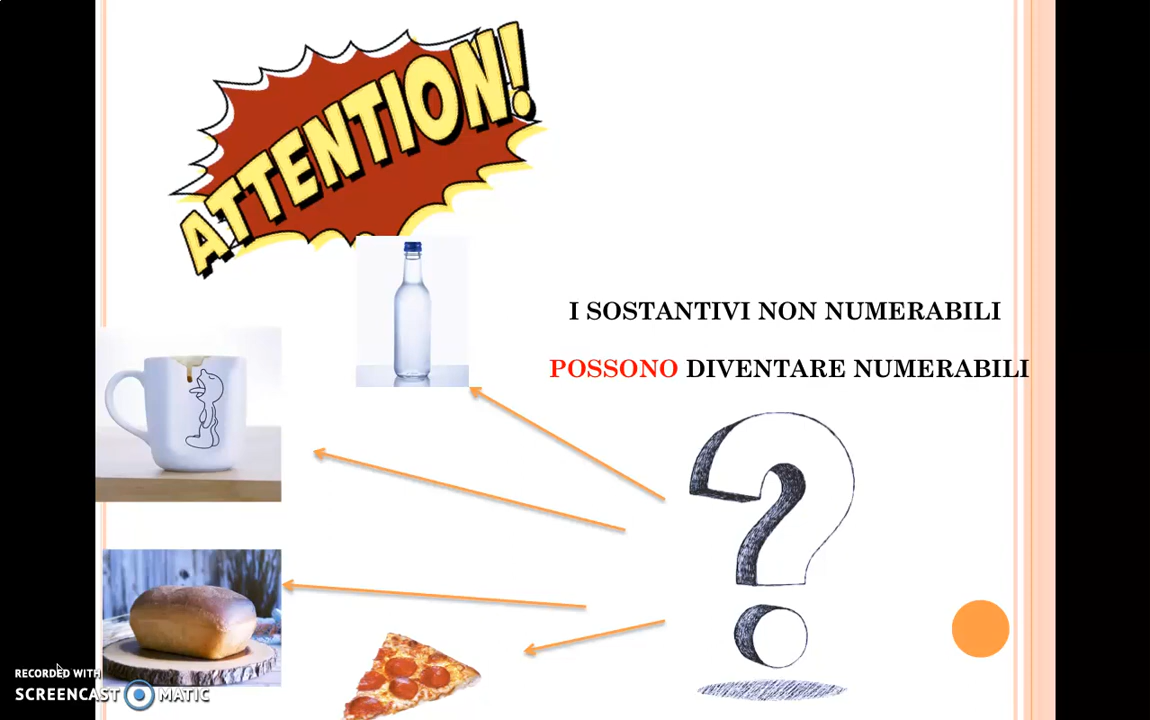 ATTENTION!
I SOSTANTIVI NON NUMERABILI
POSSONO DIVENTARE NUMERABILI
?
RECORDED WITH
SCREENCAST MATIC